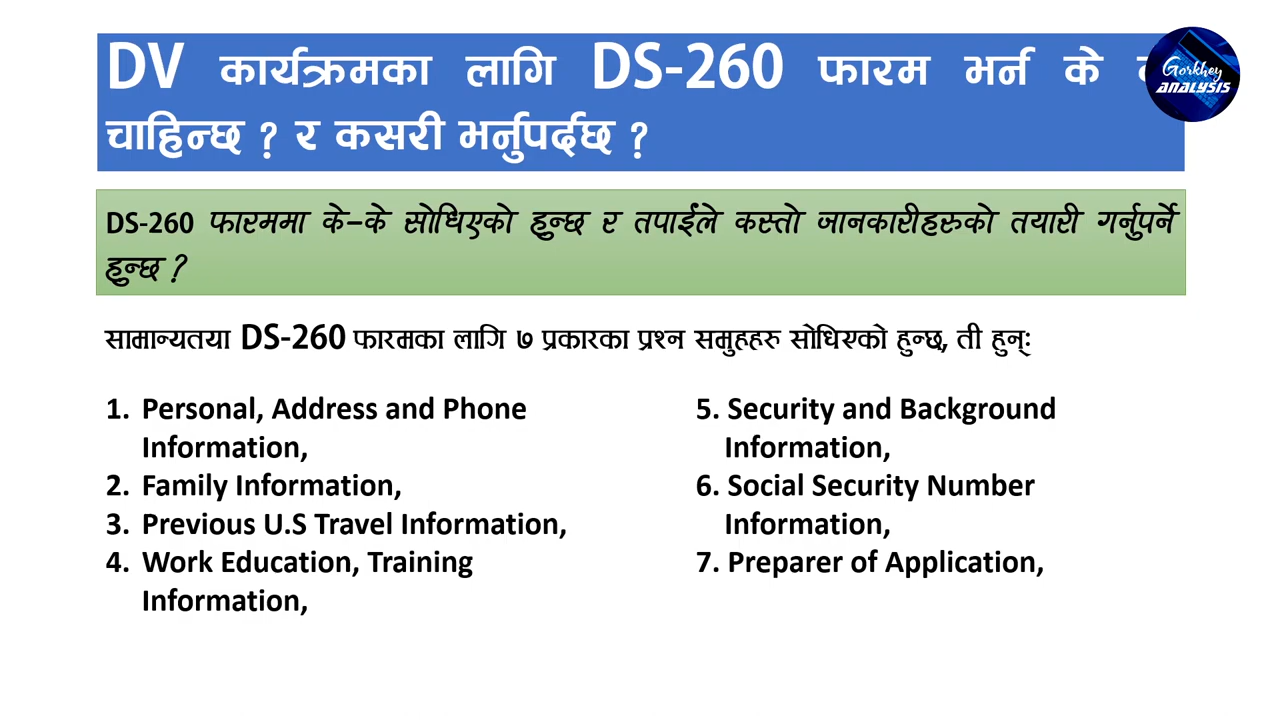 DV कार्यक्रमका लागि DS-260 फारम भर्न के
चाहिन्छ ? र कसरी भर्नुपर्दछ ?
Gorkhey
ANALYSIS
DS-260 फारममा के–के सोधिएको हुन्छ र तपाईंले कस्तो जानकारीहरुको तयारी गर्नुपर्ने
हुन्छ ?
सामान्यतया DS-260 फारमका लागि ७ प्रकारका प्रश्न समुहहरु सोधिएको हुन्छ, ती हुन्ः
1. Personal, Address and Phone
Information,
2. Family Information,
3. Previous U.S Travel Information,
4. Work Education, Training
Information,
5. Security and Background
Information,
6. Social Security Number
Information,
7. Preparer of Application,